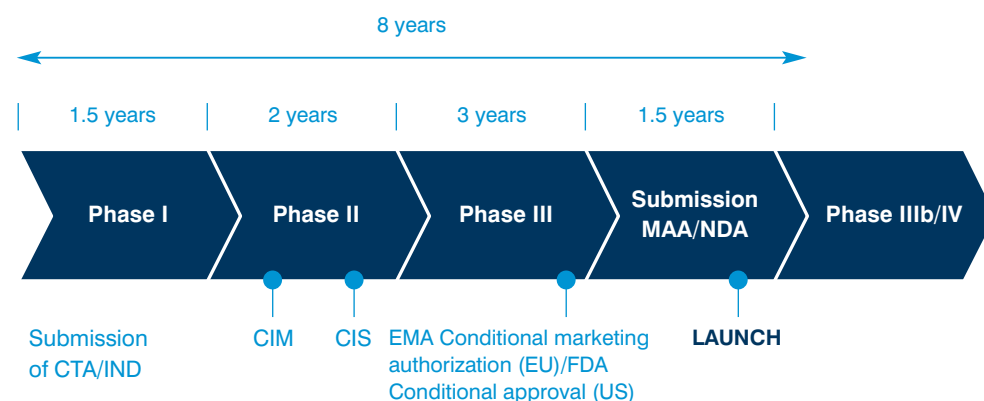 8 years
1.5 years
2 years
3 years
1.5 years
Phase I
Phase II
Phase III
Submission
MAA/NDA
Phase IIIb/IV
Submission
of CTA/IND
CIM
CIS
EMA Conditional marketing
authorization (EU)/FDA
Conditional approval (US)
LAUNCH